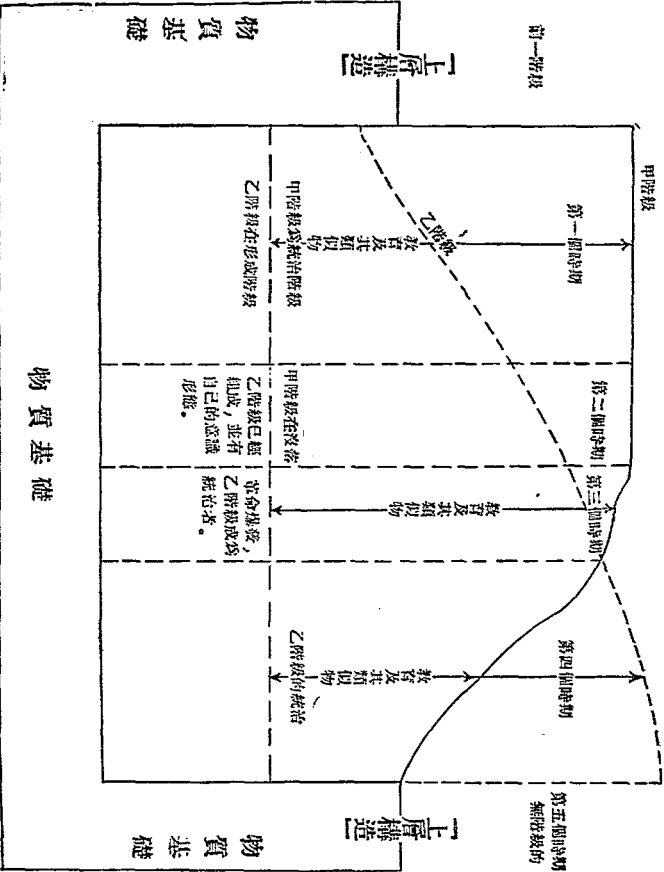 前一階級
「上層
構造」
物質基礎
甲階級
第一個時期
乙階級
教育及其類似物
甲階級爲統治階級
乙階級在形成階級
第二個時期
甲階級在沒落
乙階級已經
組成，並有
自己的意識
形態。
第三個時期
教育及其類似物
革命爆發，
乙階級成爲
統治者。
第四個時期
教育及其類似物
乙階級的統治
第五個時期
無階級的
「上層
構造」
物質基礎
物質基礎